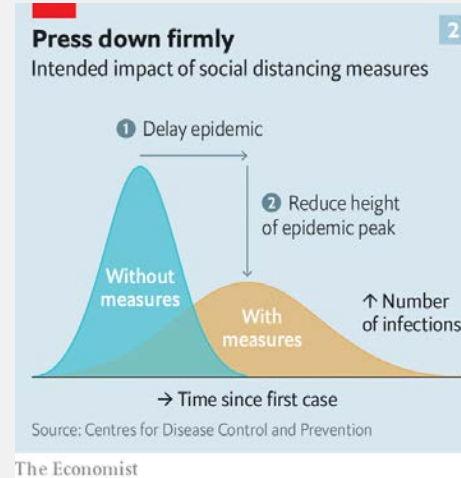 2
Press down firmly
Intended impact of social distancing measures
1 Delay epidemic
2 Reduce height
of epidemic peak
Without
measures
With
measures
↑ Number
of infections
→ Time since first case
Source: Centres for Disease Control and Prevention
The Economist